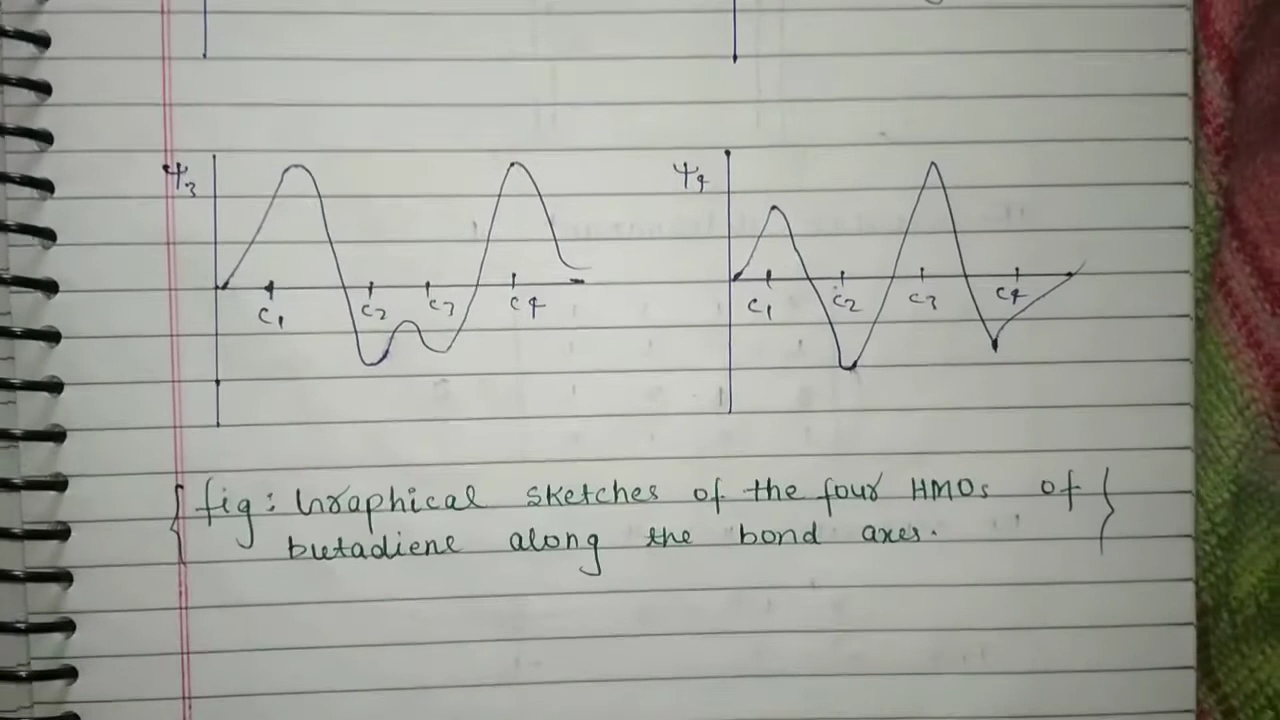 Ψ3 Ψ4
C1 C2 C3 C4 C1 C2 C3 C4
{ fig: Graphical sketches of the four HMOs of }
butadiene along the bond axes.